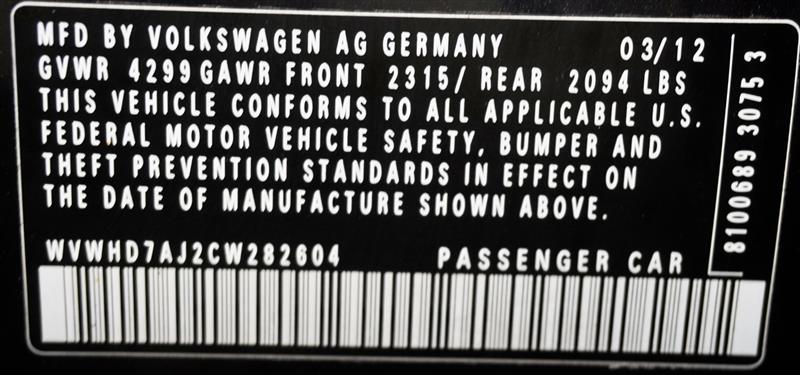 MFD BY VOLKSWAGEN AG GERMANY 03/12
GVWR 4299 GAWR FRONT 2315/ REAR 2094 LBS
THIS VEHICLE CONFORMS TO ALL APPLICABLE U.S.
FEDERAL MOTOR VEHICLE SAFETY, BUMPER AND
THEFT PREVENTION STANDARDS IN EFFECT ON
THE DATE OF MANUFACTURE SHOWN ABOVE.
WVWHD7AJ2CW282604 PASSENGER CAR
8100689 3075 3